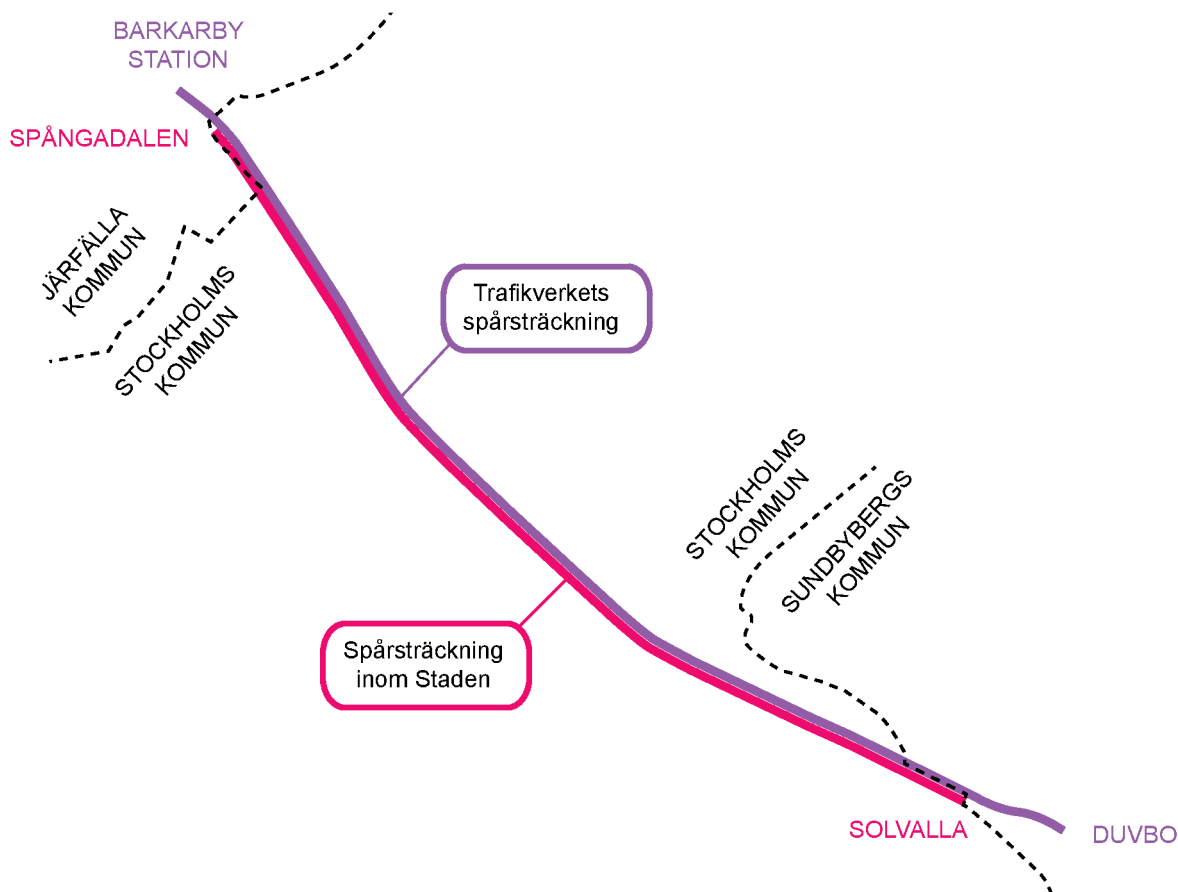 BARKARBY
STATION
SPÅNGADALEN
JÄRFÄLLA
KOMMUN
STOCKHOLMS
KOMMUN
Trafikverkets
spårsträckning
STOCKHOLMS
KOMMUN
SUNDBYBERGS
KOMMUN
Spårsträckning
inom Staden
SOLVALLA
DUVBO